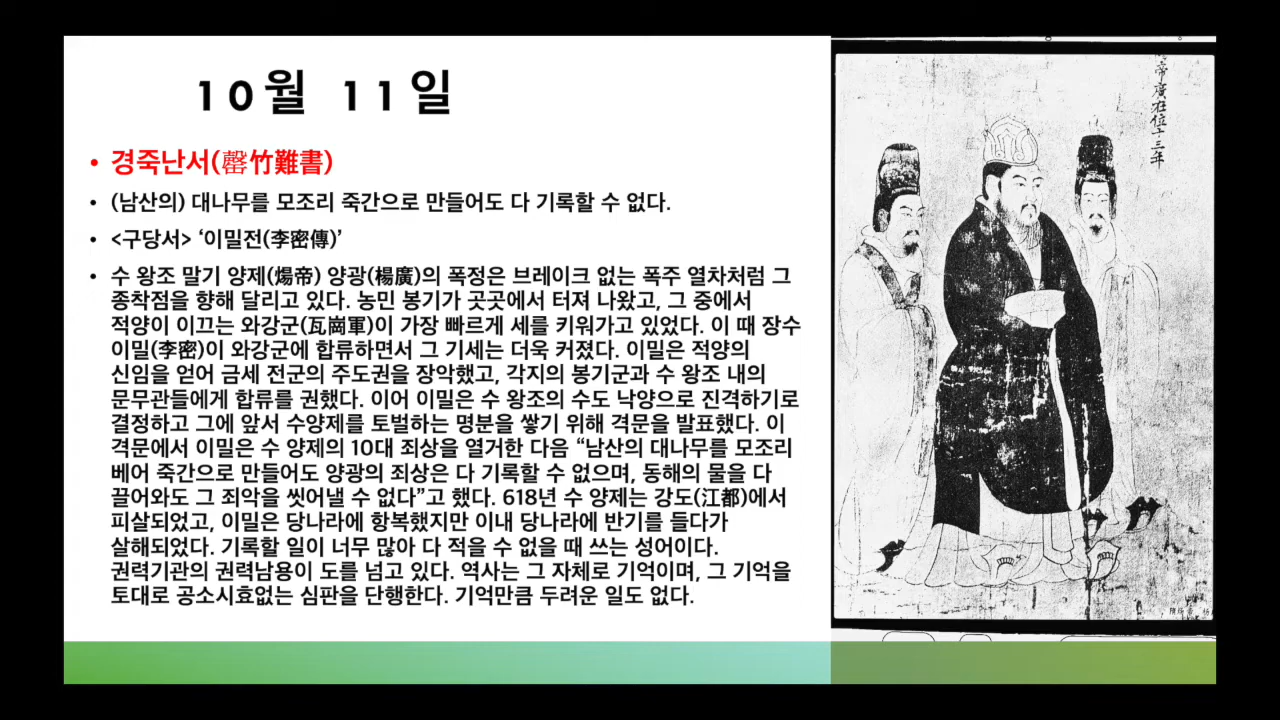 10월 11일
• 경죽난서(罄竹難書)
• (남산의) 대나무를 모조리 죽간으로 만들어도 다 기록할 수 없다.
• <구당서> ‘이밀전(李密傳)’
• 수 왕조 말기 양제(煬帝) 양광(楊廣)의 폭정은 브레이크 없는 폭주 열차처럼 그
종착점을 향해 달리고 있다. 농민 봉기가 곳곳에서 터져 나왔고, 그 중에서
적양이 이끄는 와강군(瓦崗軍)이 가장 빠르게 세를 키워가고 있었다. 이 때 장수
이밀(李密)이 와강군에 합류하면서 그 기세는 더욱 커졌다. 이밀은 적양의
신임을 얻어 금세 전군의 주도권을 장악했고, 각지의 봉기군과 수 왕조 내의
문무관들에게 합류를 권했다. 이어 이밀은 수 왕조의 수도 낙양으로 진격하기로
결정하고 그에 앞서 수양제를 토벌하는 명분을 쌓기 위해 격문을 발표했다. 이
격문에서 이밀은 수 양제의 10대 죄상을 열거한 다음 “남산의 대나무를 모조리
베어 죽간으로 만들어도 양광의 죄상은 다 기록할 수 없으며, 동해의 물을 다
끌어와도 그 죄악을 씻어낼 수 없다”고 했다. 618년 수 양제는 강도(江都)에서
피살되었고, 이밀은 당나라에 항복했지만 이내 당나라에 반기를 들다가
살해되었다. 기록할 일이 너무 많아 다 적을 수 없을 때 쓰는 성어이다.
권력기관의 권력남용이 도를 넘고 있다. 역사는 그 자체로 기억이며, 그 기억을
토대로 공소시효없는 심판을 단행한다. 기억만큼 두려운 일도 없다.
帝廣在位十三年